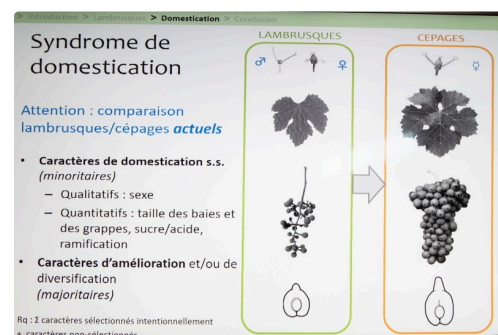 > Introduction > Lambrusques > Domestication > Conclusion
Syndrome de
domestication
Attention : comparaison
lambrusques/cépages actuels
• Caractères de domestication s.s.
(minoritaires)
– Qualitatifs : sexe
– Quantitatifs : taille des baies et
des grappes, sucre/acide,
ramification
• Caractères d'amélioration et/ou de
diversification
(majoritaires)
Rq : Σ caractères sélectionnés intentionnellement
+ caractères non-sélectionnés
LAMBRUSQUES
♂ ♀
CEPAGES
☿